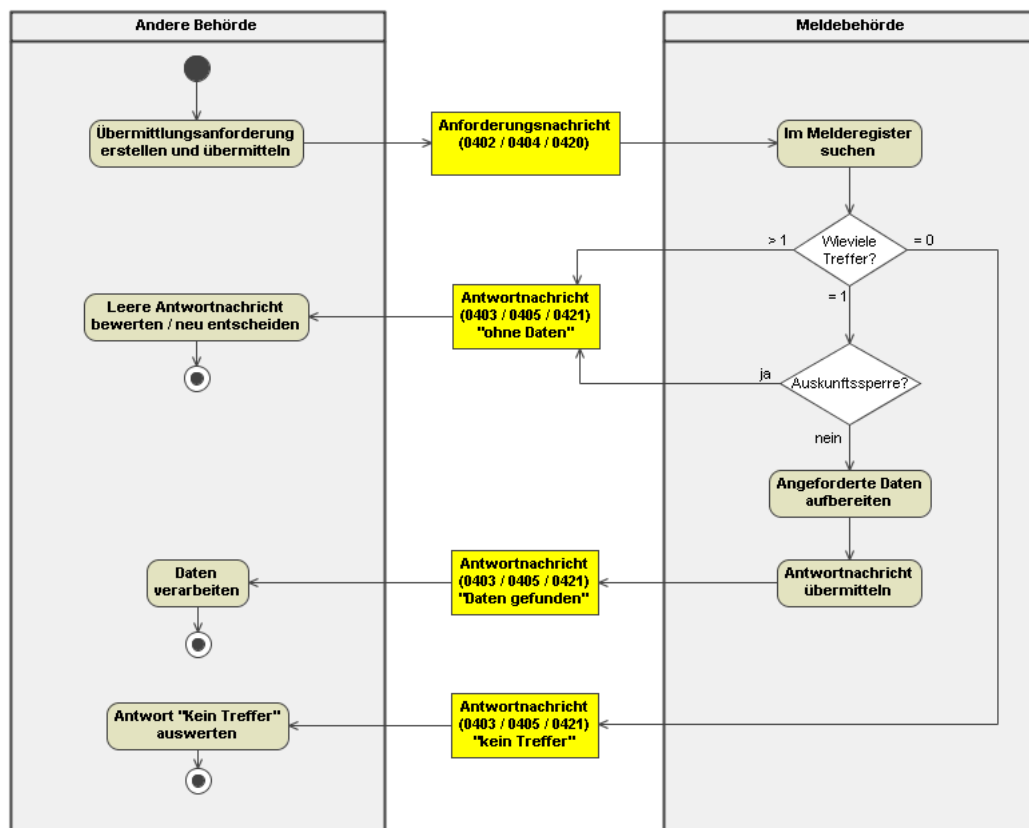 Andere Behörde
Meldebehörde
Übermittlungsanforderung
erstellen und übermitteln
Anforderungsnachricht
(0402 / 0404 / 0420)
Im Melderegister
suchen
> 1
Wieviele
Treffer?
= 0
= 1
Leere Antwortnachricht
bewerten / neu entscheiden
Antwortnachricht
(0403 / 0405 / 0421)
"ohne Daten"
ja
Auskunftssperre?
nein
Angeforderte Daten
aufbereiten
Daten
verarbeiten
Antwortnachricht
(0403 / 0405 / 0421)
"Daten gefunden"
Antwortnachricht
übermitteln
Antwort "Kein Treffer"
auswerten
Antwortnachricht
(0403 / 0405 / 0421)
"kein Treffer"